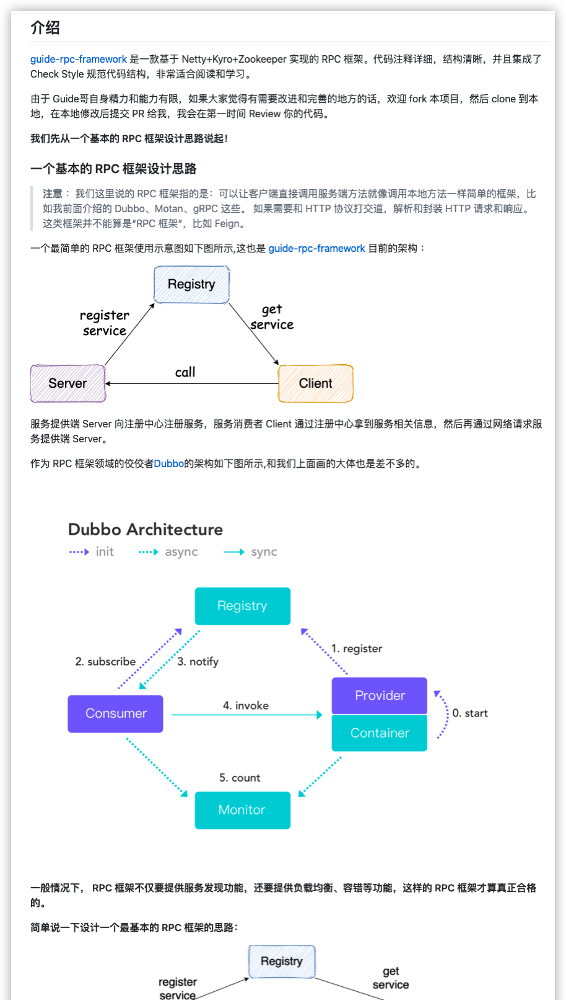 介绍
guide-rpc-framework 是一款基于 Netty+Kyro+Zookeeper 实现的 RPC 框架。代码注释详细，结构清晰，并且集成了
Check Style 规范代码结构，非常适合阅读和学习。
由于 Guide哥自身精力和能力有限，如果大家觉得有需要改进和完善的地方的话，欢迎 fork 本项目，然后 clone 到本
地，在本地修改后提交 PR 给我，我会在第一时间 Review 你的代码。
我们先从一个基本的 RPC 框架设计思路说起！
一个基本的 RPC 框架设计思路
注意 ：我们这里说的 RPC 框架指的是：可以让客户端直接调用服务端方法就像调用本地方法一样简单的框架，比
如我前面介绍的 Dubbo、Motan、gRPC 这些。 如果需要和 HTTP 协议打交道，解析和封装 HTTP 请求和响应。
这类框架并不能算是“RPC 框架”，比如 Feign。
一个最简单的 RPC 框架使用示意图如下图所示,这也是 guide-rpc-framework 目前的架构 ：
Registry
register
service
get
service
Server
call
Client
服务提供端 Server 向注册中心注册服务，服务消费者 Client 通过注册中心拿到服务相关信息，然后再通过网络请求服
务提供端 Server。
作为 RPC 框架领域的佼佼者Dubbo的架构如下图所示,和我们上面画的大体也是差不多的。
Dubbo Architecture
init async sync
Registry
1. register
2. subscribe
3. notify
Provider
4. invoke
Consumer
0. start
Container
5. count
Monitor
一般情况下， RPC 框架不仅要提供服务发现功能，还要提供负载均衡、容错等功能，这样的 RPC 框架才算真正合格
的。
简单说一下设计一个最基本的 RPC 框架的思路：
Registry
register
service
get
service